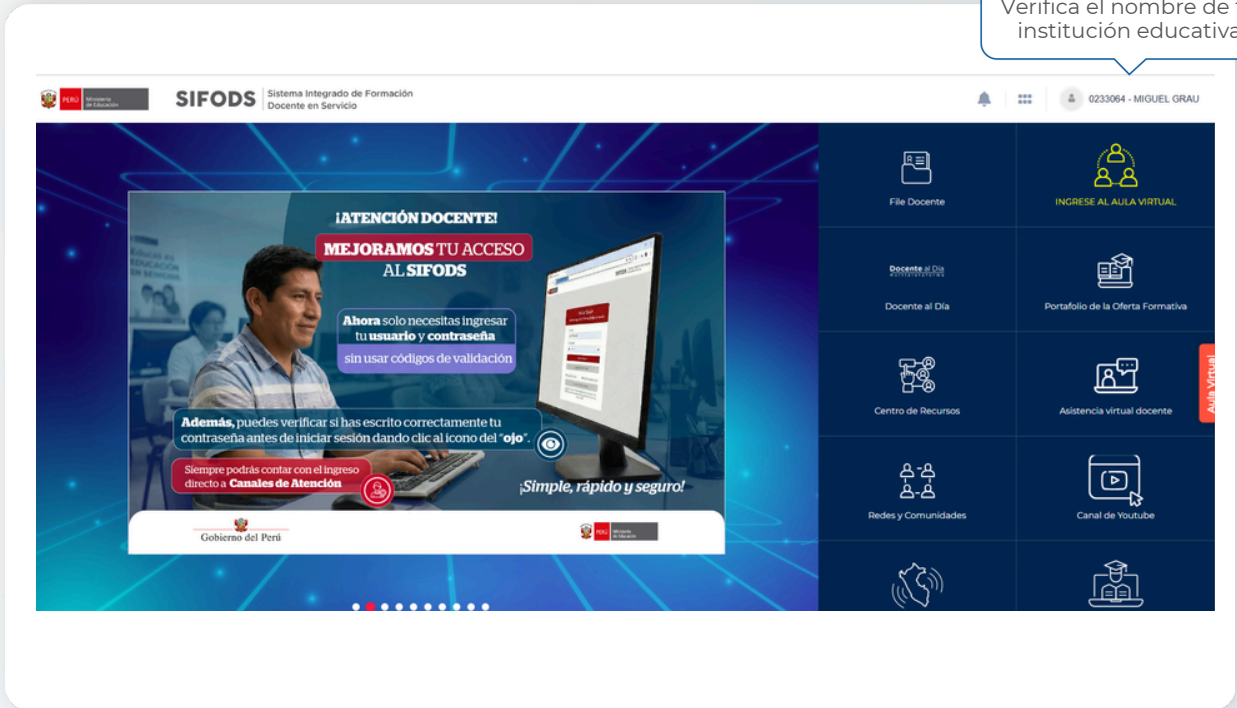 Verifica el nombre de
institución educativa
PERÚ Ministerio
de Educación
SIFODS
Sistema Integrado de Formación
Docente en Servicio
0233064 - MIGUEL GRAU
¡ATENCIÓN DOCENTE!
MEJORAMOS TU ACCESO
AL SIFODS
Ahora solo necesitas ingresar
tu usuario y contraseña
sin usar códigos de validación
Además, puedes verificar si has escrito correctamente tu
contraseña antes de iniciar sesión dando clic al icono del "ojo".
Siempre podrás contar con el ingreso
directo a Canales de Atención
¡Simple, rápido y seguro!
Gobierno del Perú
PERÚ Ministerio
de Educación
File Docente
INGRESE AL AULA VIRTUAL
Docente al Día
Docente al Día
Portafolio de la Oferta Formativa
Centro de Recursos
Asistencia virtual docente
Aula Virtual
Redes y Comunidades
Canal de Youtube